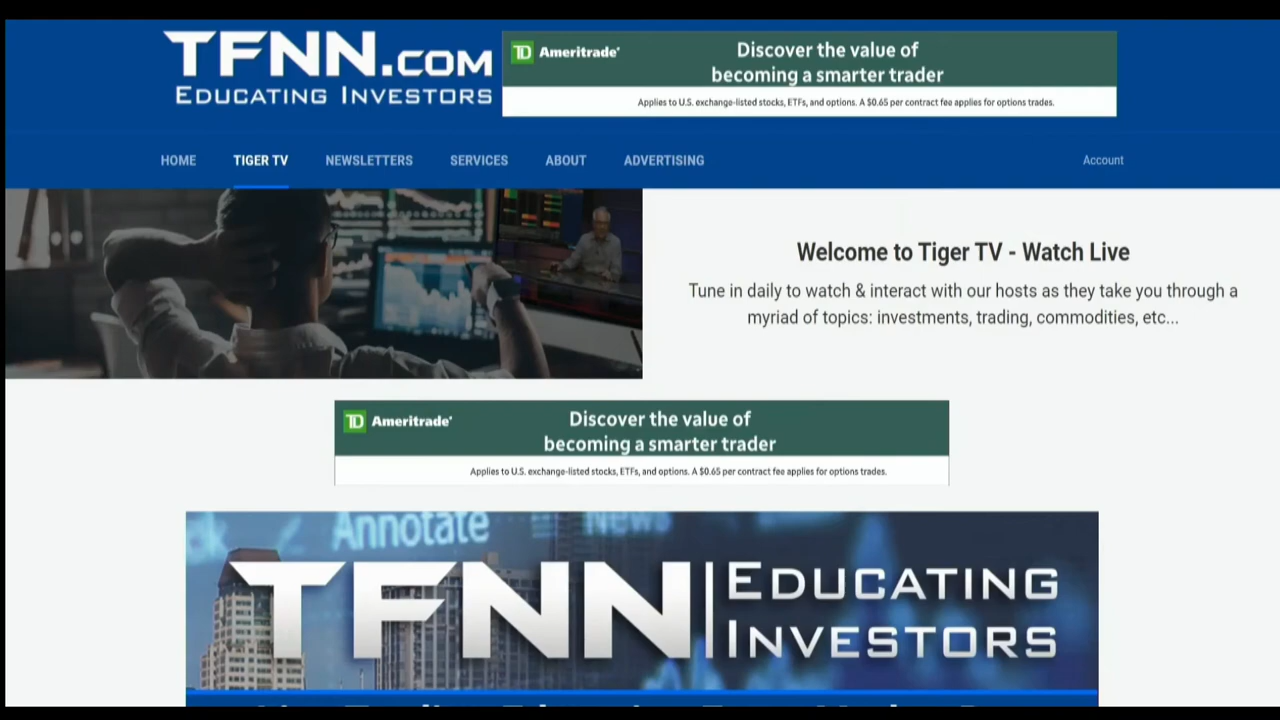 TFNN.COM
EDUCATING INVESTORS
TD Ameritrade
Discover the value of
becoming a smarter trader
Applies to U.S. exchange-listed stocks, ETFs, and options. A $0.65 per contract fee applies for options trades.
HOME TIGER TV NEWSLETTERS SERVICES ABOUT ADVERTISING Account
Welcome to Tiger TV - Watch Live
Tune in daily to watch & interact with our hosts as they take you through a
myriad of topics: investments, trading, commodities, etc...
TD Ameritrade
Discover the value of
becoming a smarter trader
Applies to U.S. exchange-listed stocks, ETFs, and options. A $0.65 per contract fee applies for options trades.
Annotate News
TFNN EDUCATING
INVESTORS